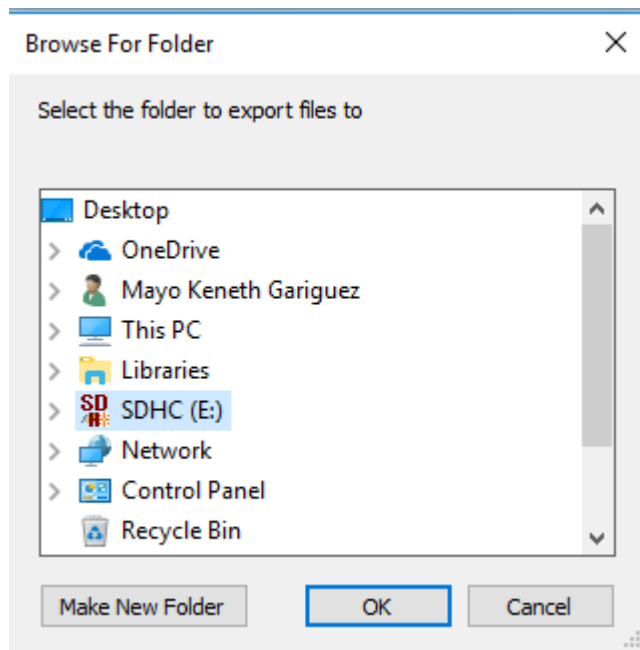 Browse For Folder
Select the folder to export files to
Desktop
OneDrive
Mayo Keneth Gariguez
This PC
Libraries
SDHC (E:)
Network
Control Panel
Recycle Bin
Make New Folder
OK
Cancel